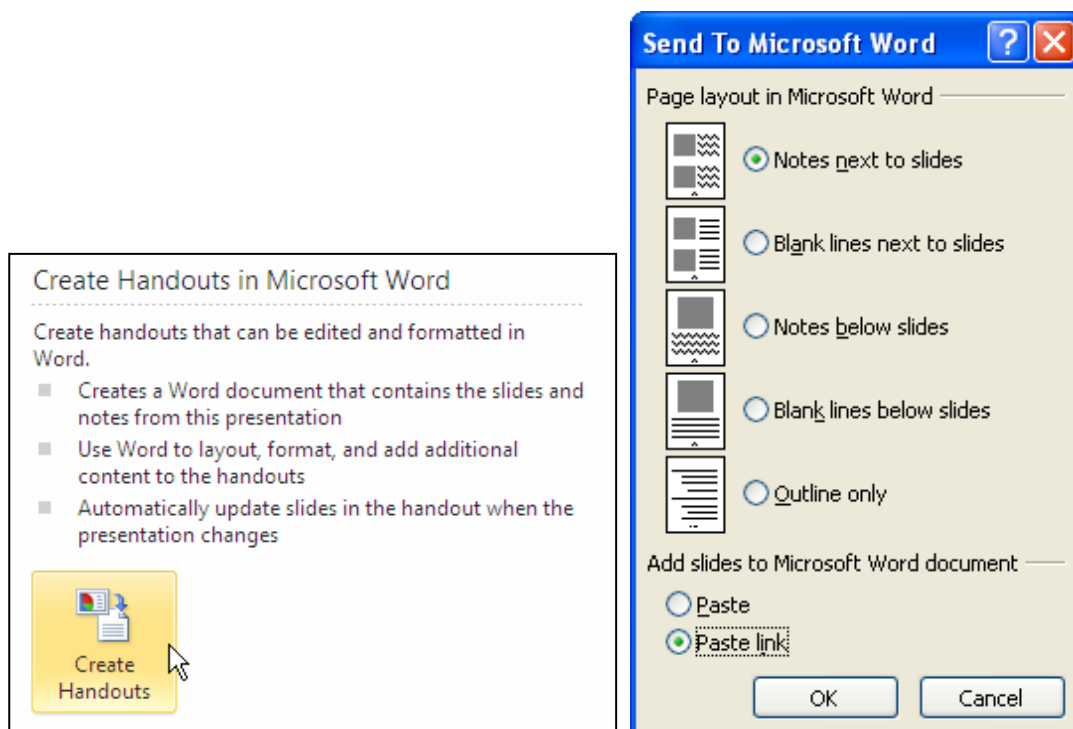 Create Handouts in Microsoft Word
Create handouts that can be edited and formatted in
Word.
Creates a Word document that contains the slides and
notes from this presentation
Use Word to layout, format, and add additional
content to the handouts
Automatically update slides in the handout when the
presentation changes
Create
Handouts
Send To Microsoft Word
Page layout in Microsoft Word
Notes next to slides
Blank lines next to slides
Notes below slides
Blank lines below slides
Outline only
Add slides to Microsoft Word document
Paste
Paste link
OK
Cancel